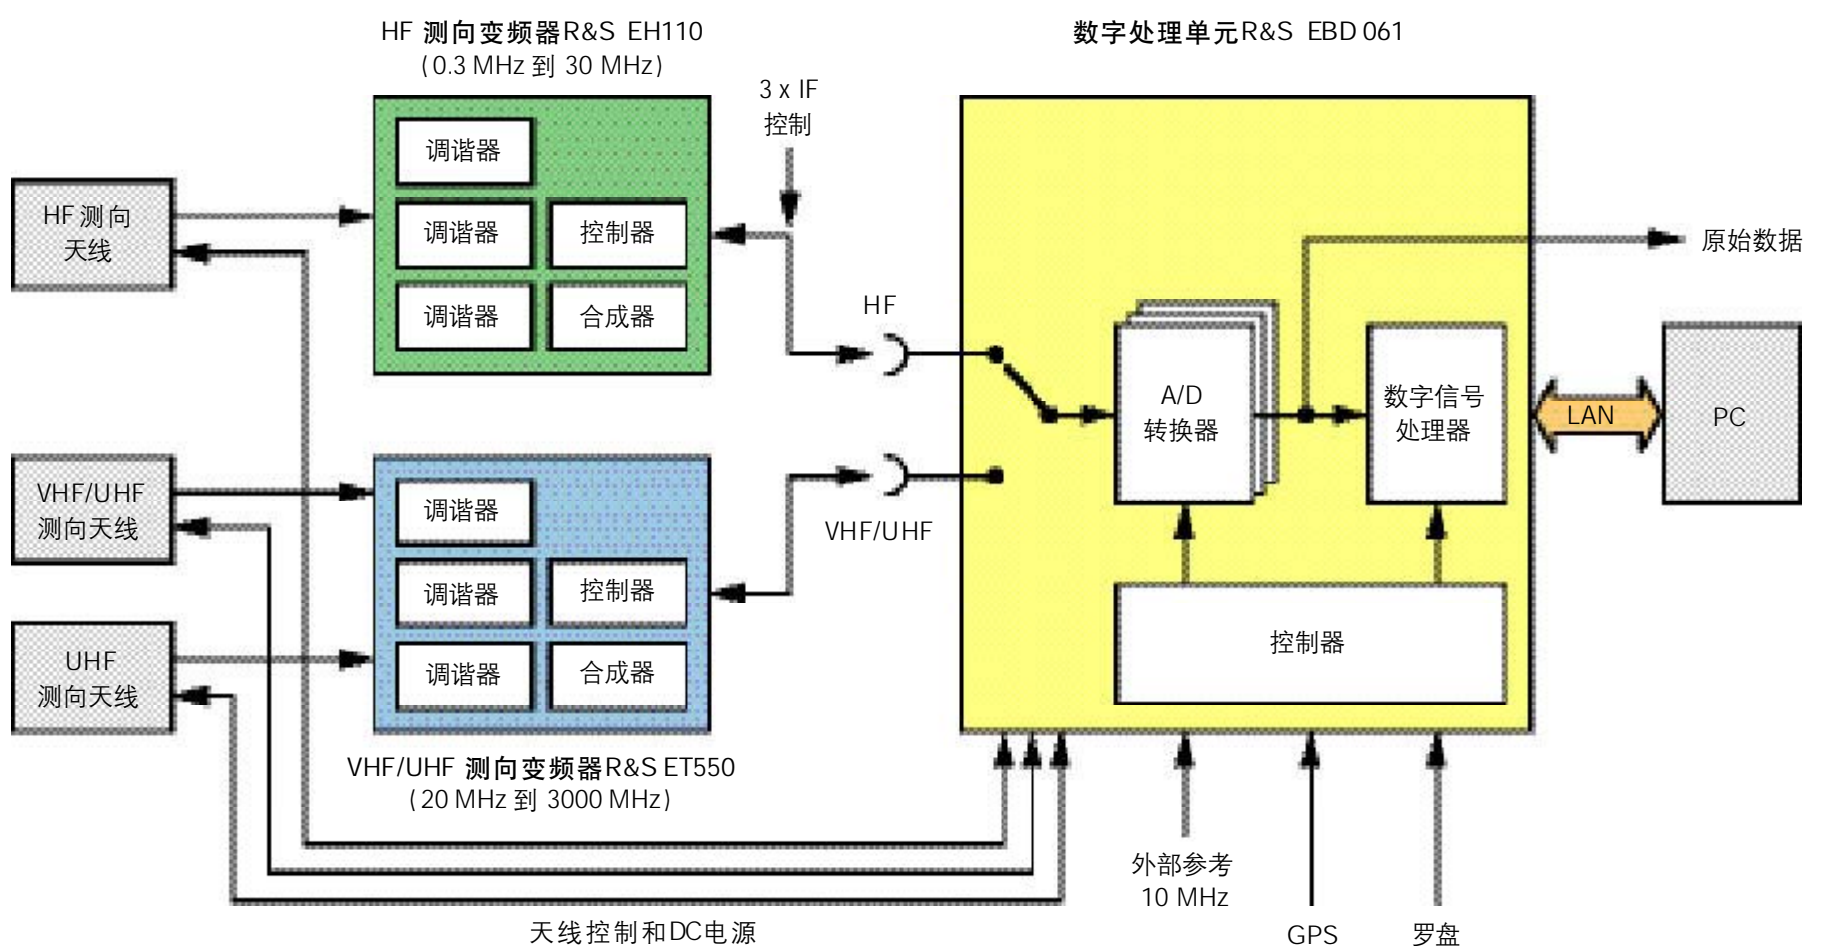 HF 测向变频器R&S EH110
(0.3 MHz 到 30 MHz)
数字处理单元R&S EBD 061
3 x IF
控制
调谐器
调谐器
控制器
调谐器
合成器
HF 测向
天线
原始数据
HF
A/D
转换器
数字信号
处理器
LAN
PC
VHF/UHF
测向天线
VHF/UHF
调谐器
调谐器
控制器
调谐器
合成器
UHF
测向天线
控制器
VHF/UHF 测向变频器R&S ET550
(20 MHz 到 3000 MHz)
外部参考
10 MHz
GPS
罗盘
天线控制和DC电源